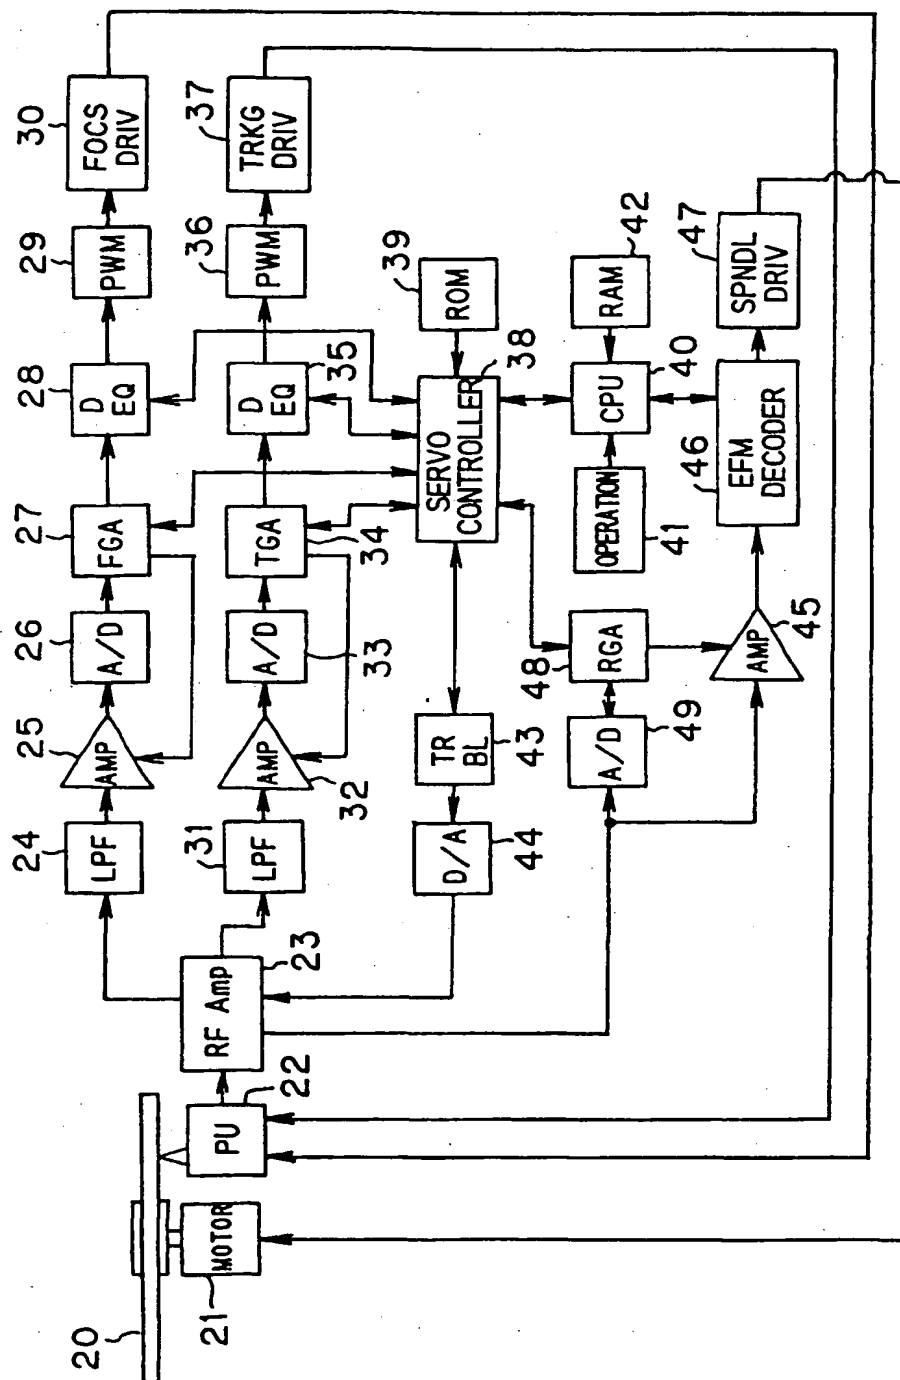 30
FOCS
DRIV
37
TRKG
DRIV
29
PWM
36
PWM
39
ROM
42
RAM
47
SPNDL
DRIV
28
D
EQ
35
D
EQ
38
SERVO
CONTROLLER
40
CPU
46
EFM
DECODER
27
FGA
34
TGA
41
OPERATION
26
A/D
33
A/D
48
RGA
45
AMP
25
AMP
32
AMP
43
TR
BL
49
A/D
24
LPF
31
LPF
44
D/A
23
RF Amp
22
PU
21
MOTOR
20